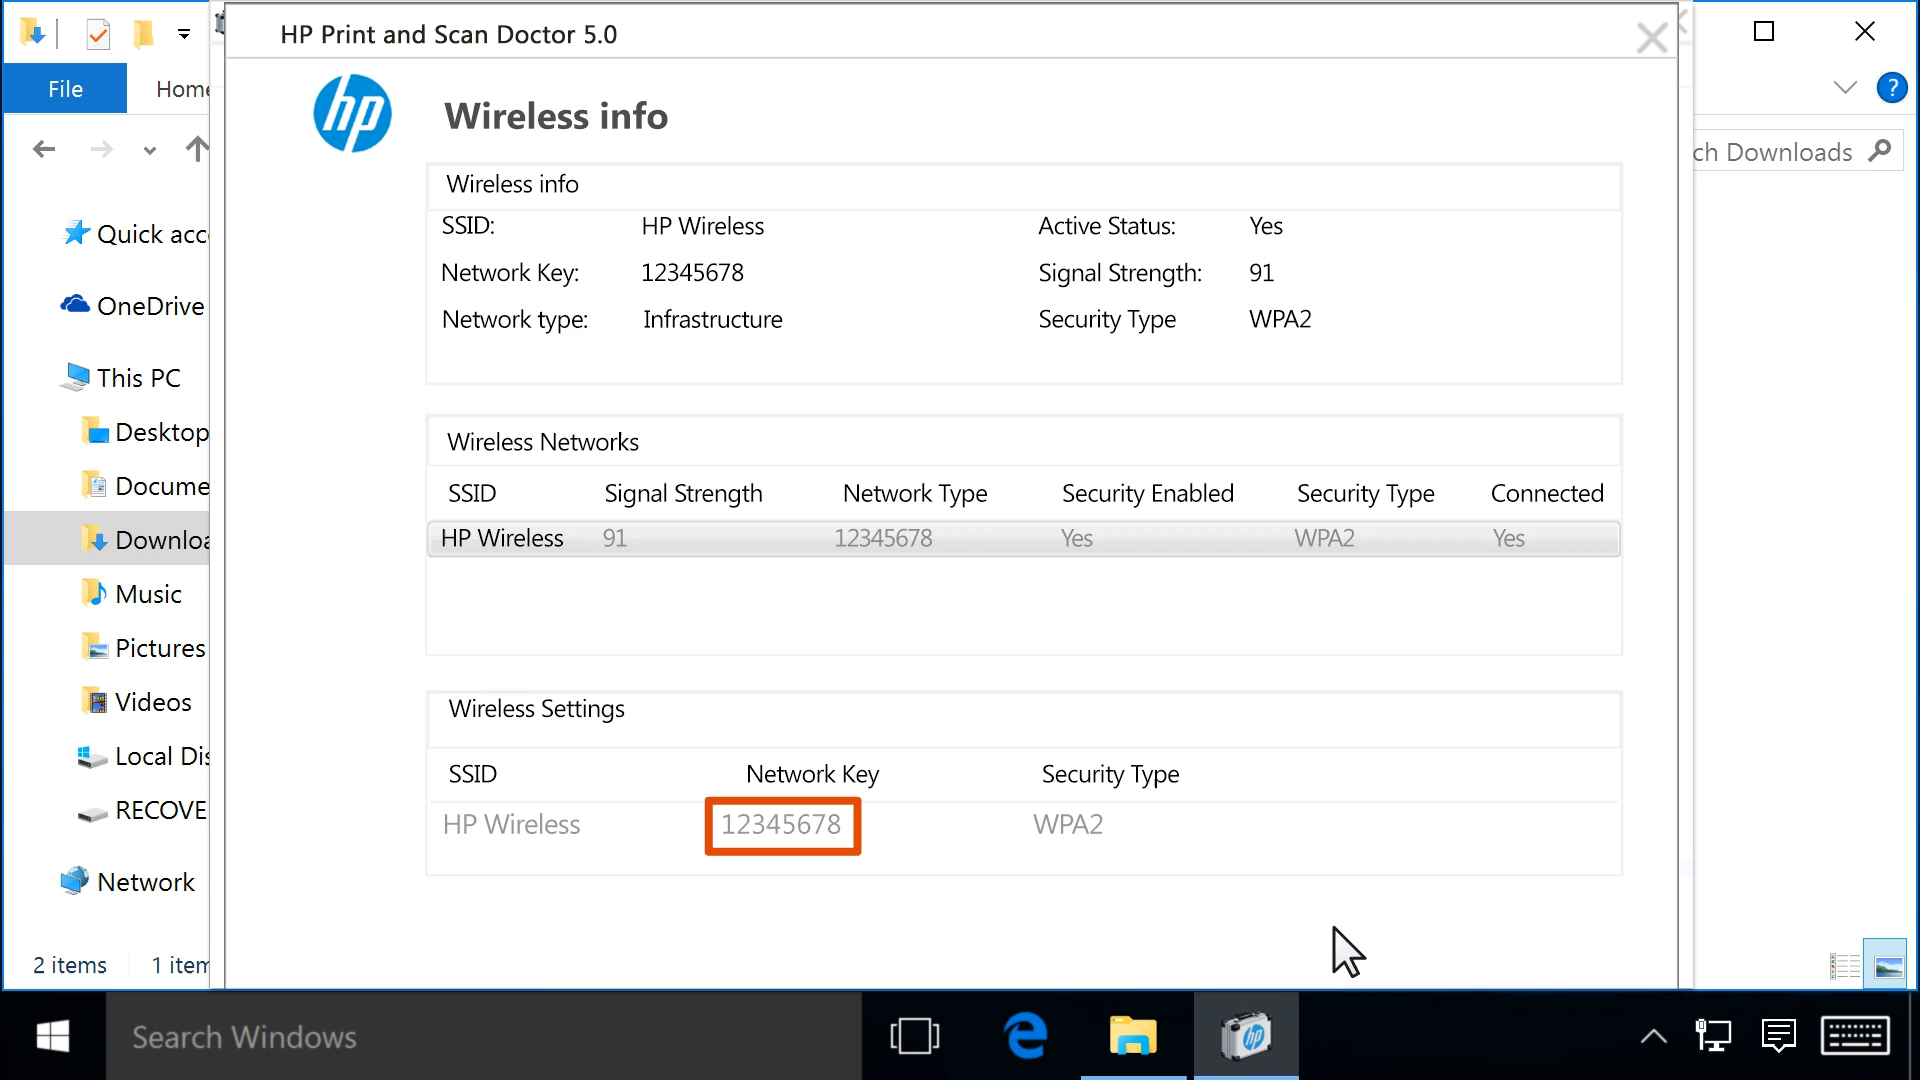 HP Print and Scan Doctor 5.0
File
Home
hp
Wireless info
?
ch Downloads
Wireless info
SSID: HP Wireless Active Status: Yes
Network Key: 12345678 Signal Strength: 91
Network type: Infrastructure Security Type WPA2
Quick acc
OneDrive
This PC
Desktop
Docume
Downloa
Music
Pictures
Videos
Local Dis
RECOVE
Network
Wireless Networks
SSID Signal Strength Network Type Security Enabled Security Type Connected
HP Wireless 91 12345678 Yes WPA2 Yes
Wireless Settings
SSID Network Key Security Type
HP Wireless 12345678 WPA2
2 items 1 item
Search Windows
hp